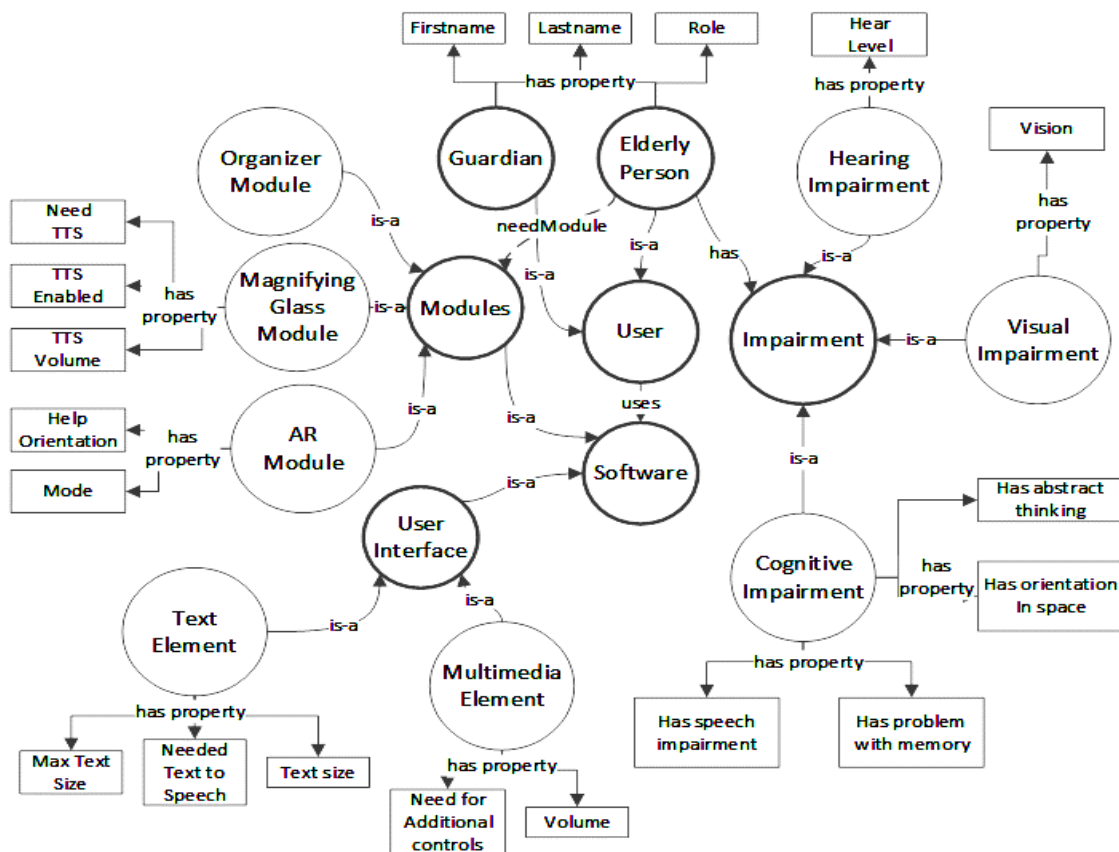 Firstname
Lastname
Role
Hear
Level
has property
has property
Vision
Organizer
Module
Guardian
Elderly
Person
Hearing
Impairment
has
property
Need
TTS
is-a
needModule
is-a
has
is-a
is-a
TTS
Enabled
has
property
Magnifying
Glass
Module
is-a
Modules
User
Impairment
is-a
Visual
Impairment
TTS
Volume
uses
Help
Orientation
has
property
AR
Module
is-a
is-a
Software
is-a
Mode
is-a
User
Interface
Has abstract
thinking
Cognitive
Impairment
has
property
Has orientation
In space
Text
Element
is-a
is-a
Multimedia
Element
has property
has property
Has speech
impairment
Has problem
with memory
Max Text
Size
Needed
Text to
Speech
Text size
has property
Need for
Additional
controls
Volume